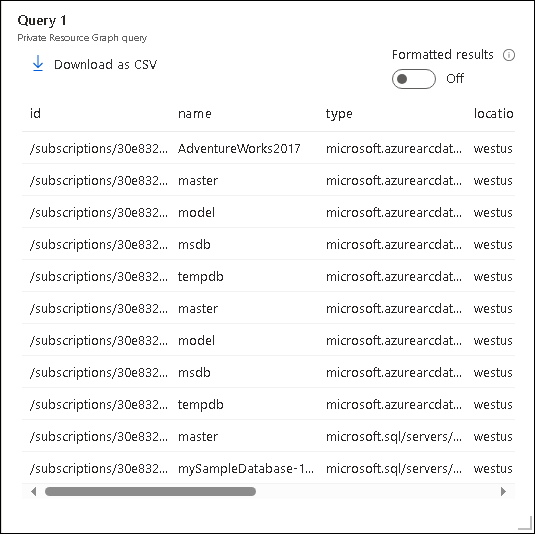 Query 1
Private Resource Graph query
Download as CSV
Formatted results
Off
id name type locatio
/subscriptions/30e832... AdventureWorks2017 microsoft.azurearcdat... westus
/subscriptions/30e832... master microsoft.azurearcdat... westus
/subscriptions/30e832... model microsoft.azurearcdat... westus
/subscriptions/30e832... msdb microsoft.azurearcdat... westus
/subscriptions/30e832... tempdb microsoft.azurearcdat... westus
/subscriptions/30e832... master microsoft.azurearcdat... westus
/subscriptions/30e832... model microsoft.azurearcdat... westus
/subscriptions/30e832... msdb microsoft.azurearcdat... westus
/subscriptions/30e832... tempdb microsoft.azurearcdat... westus
/subscriptions/30e832... master microsoft.sql/servers/... westus
/subscriptions/30e832... mySampleDatabase-1... microsoft.sql/servers/... westus